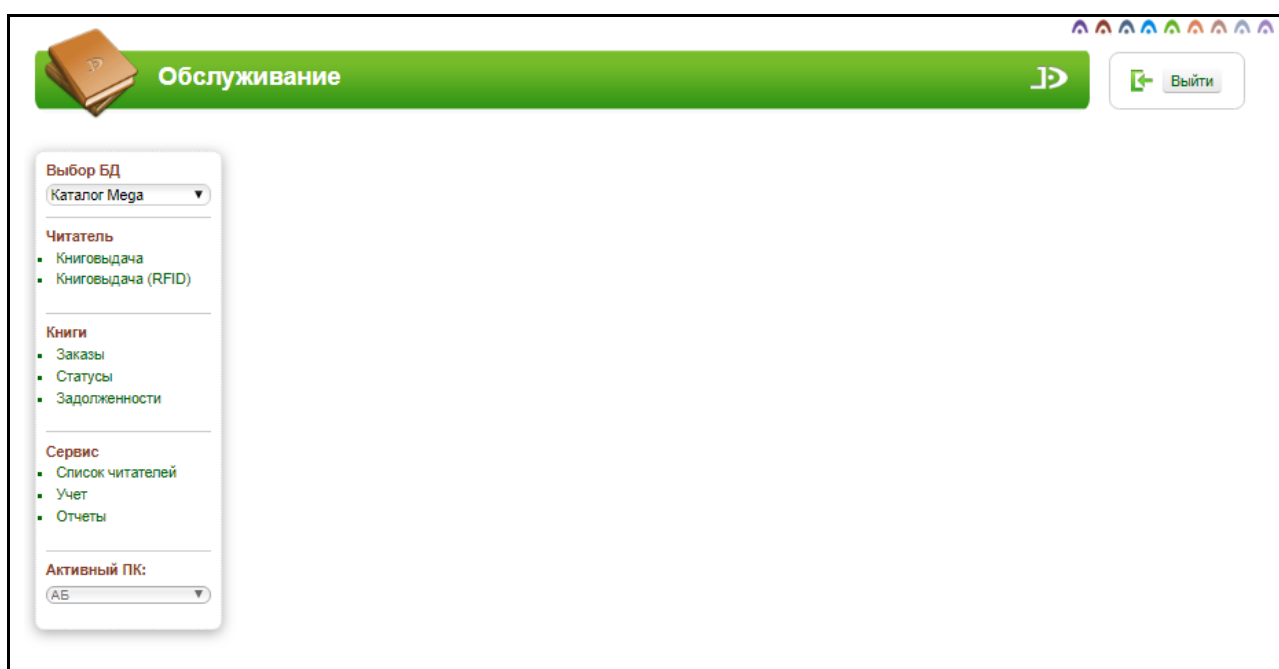 Обслуживание
Выйти
Выбор БД
Каталог Mega
Читатель
Книговыдача
Книговыдача (RFID)
Книги
Заказы
Статусы
Задолженности
Сервис
Список читателей
Учет
Отчеты
Активный ПК:
АБ